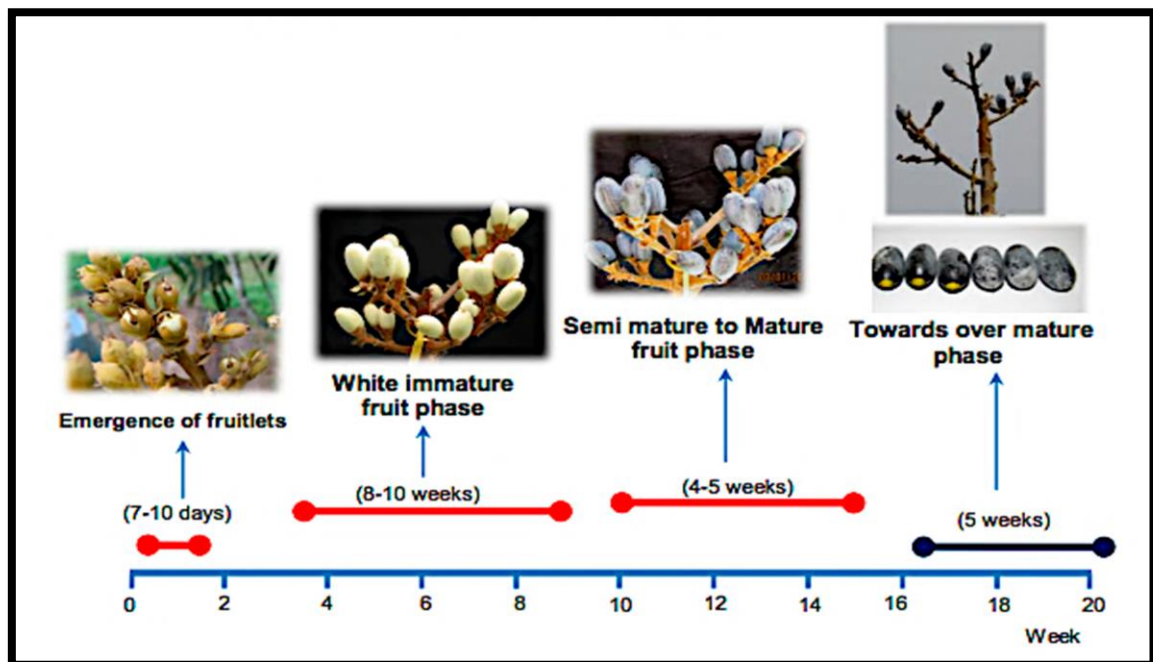 Emergence of fruitlets
White immature
fruit phase
Semi mature to Mature
fruit phase
Towards over mature
phase
(7-10 days)
(8-10 weeks)
(4-5 weeks)
(5 weeks)
0 2 4 6 8 10 12 14 16 18 20
Week